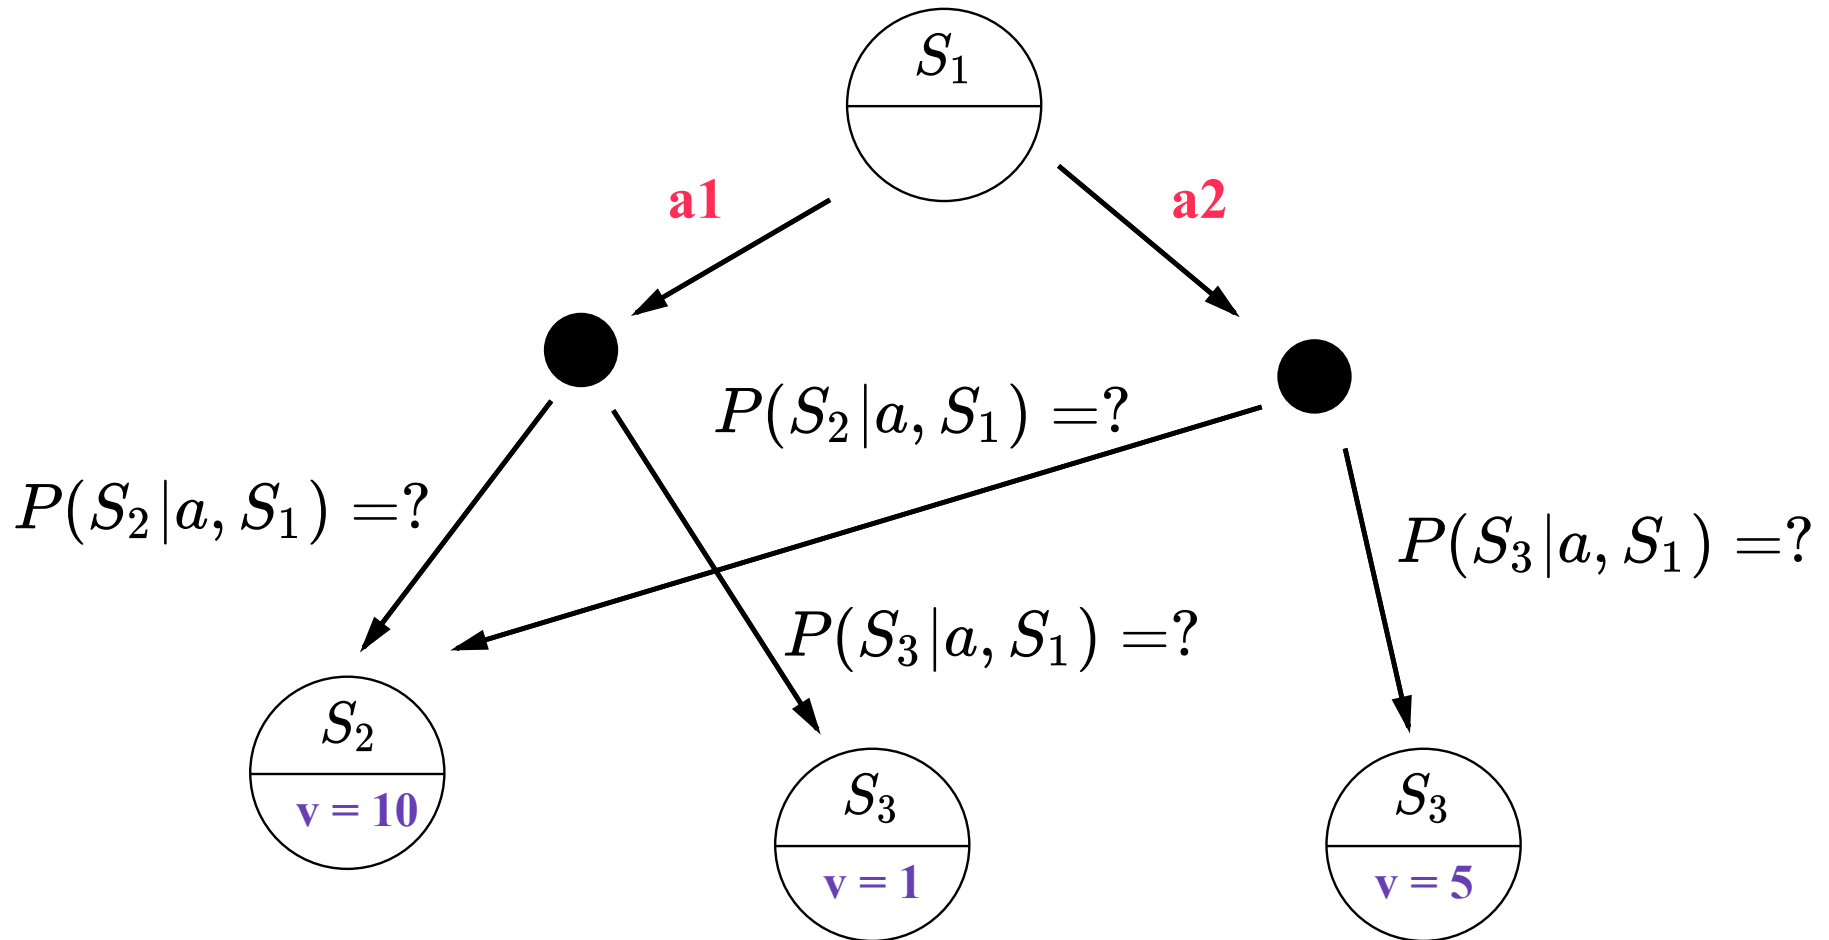 S₁
a1
a2
P(S₂|a, S₁) =?
P(S₂|a, S₁) =?
P(S₃|a, S₁) =?
P(S₃|a, S₁) =?
S₂
v = 10
S₃
v = 1
S₃
v = 5